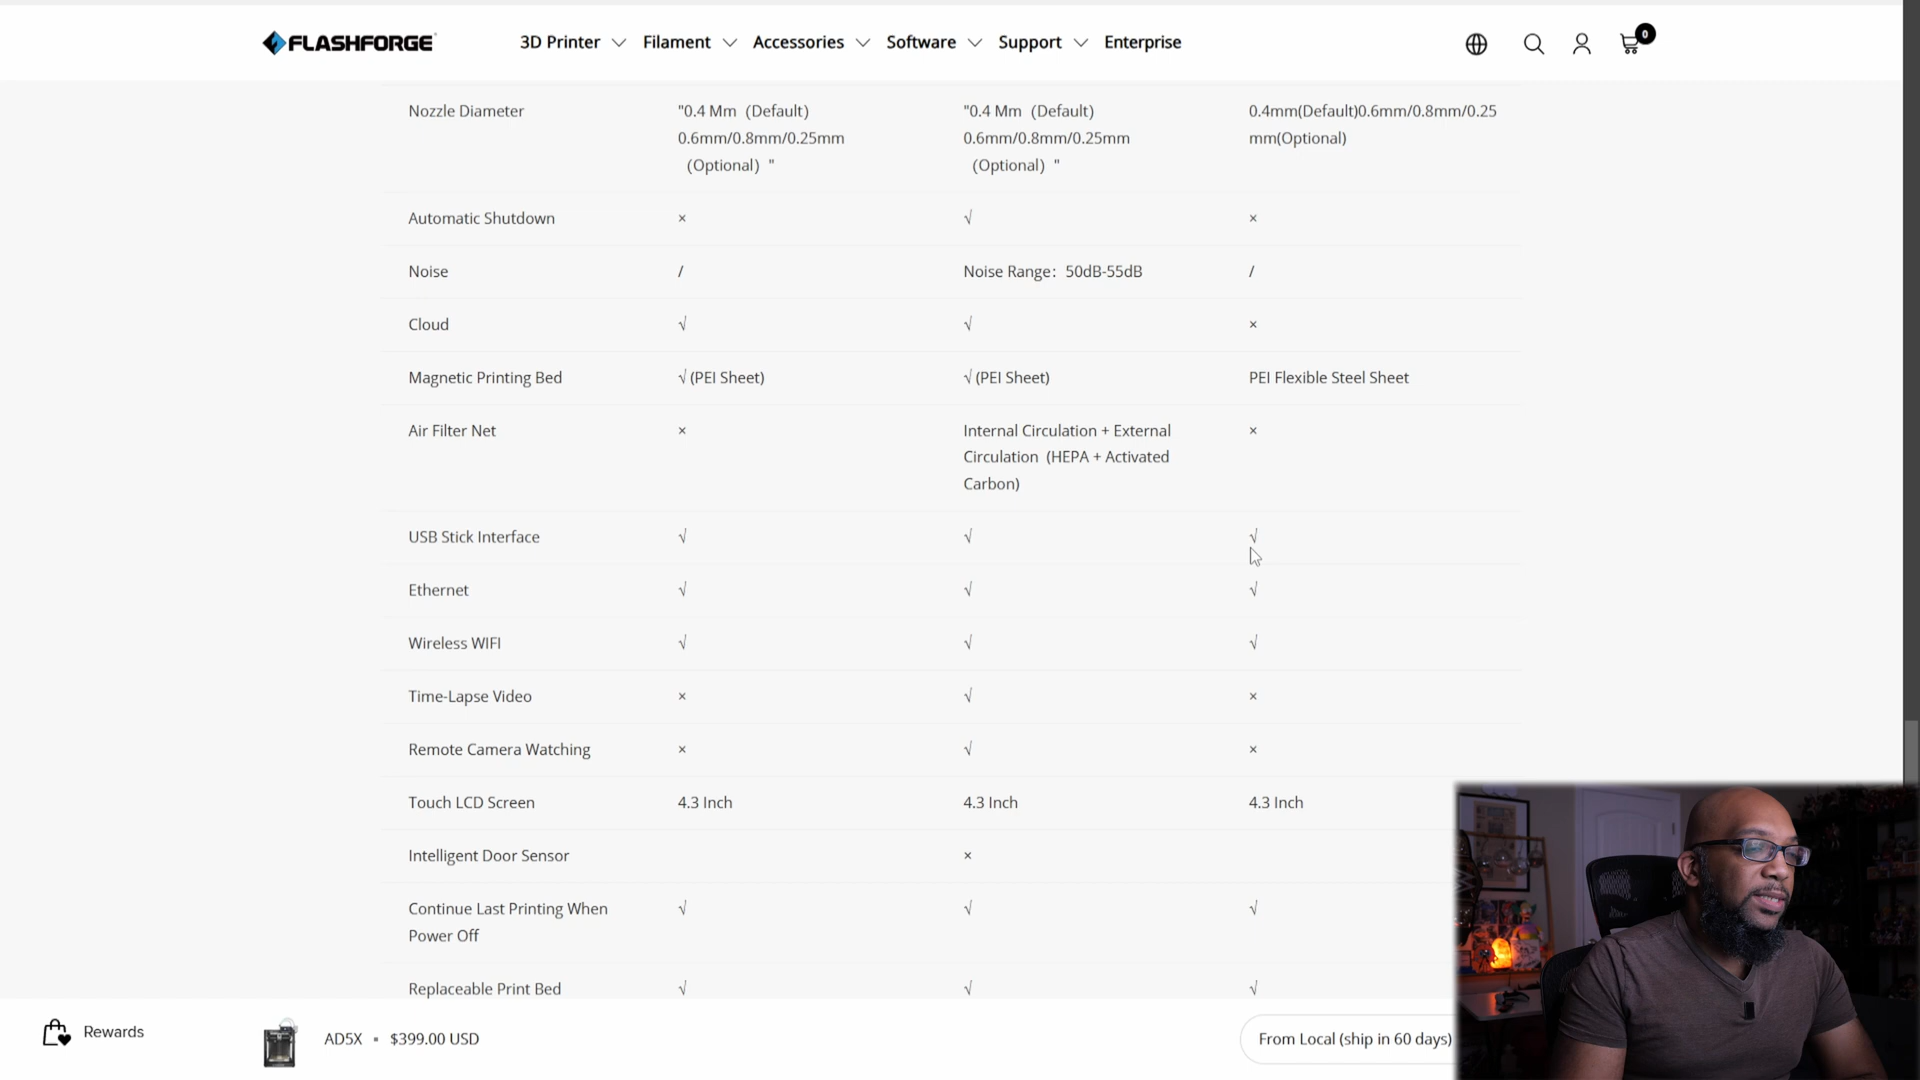 FLASHFORGE
3D Printer
Filament
Accessories
Software
Support
Enterprise
0
Nozzle Diameter
"0.4 Mm (Default)
0.6mm/0.8mm/0.25mm
(Optional) "
"0.4 Mm (Default)
0.6mm/0.8mm/0.25mm
(Optional) "
0.4mm(Default)0.6mm/0.8mm/0.25
mm(Optional)
Automatic Shutdown × √ ×
Noise / Noise Range：50dB-55dB /
Cloud √ √ ×
Magnetic Printing Bed √ (PEI Sheet) √ (PEI Sheet) PEI Flexible Steel Sheet
Air Filter Net ×
Internal Circulation + External
Circulation (HEPA + Activated
Carbon)
×
USB Stick Interface √ √ √
Ethernet √ √ √
Wireless WIFI √ √ √
Time-Lapse Video × √ ×
Remote Camera Watching × √ ×
Touch LCD Screen 4.3 Inch 4.3 Inch 4.3 Inch
Intelligent Door Sensor ×
Continue Last Printing When
Power Off
√ √ √
Replaceable Print Bed √ √ √
Rewards
AD5X ▪ $399.00 USD
From Local (ship in 60 days)